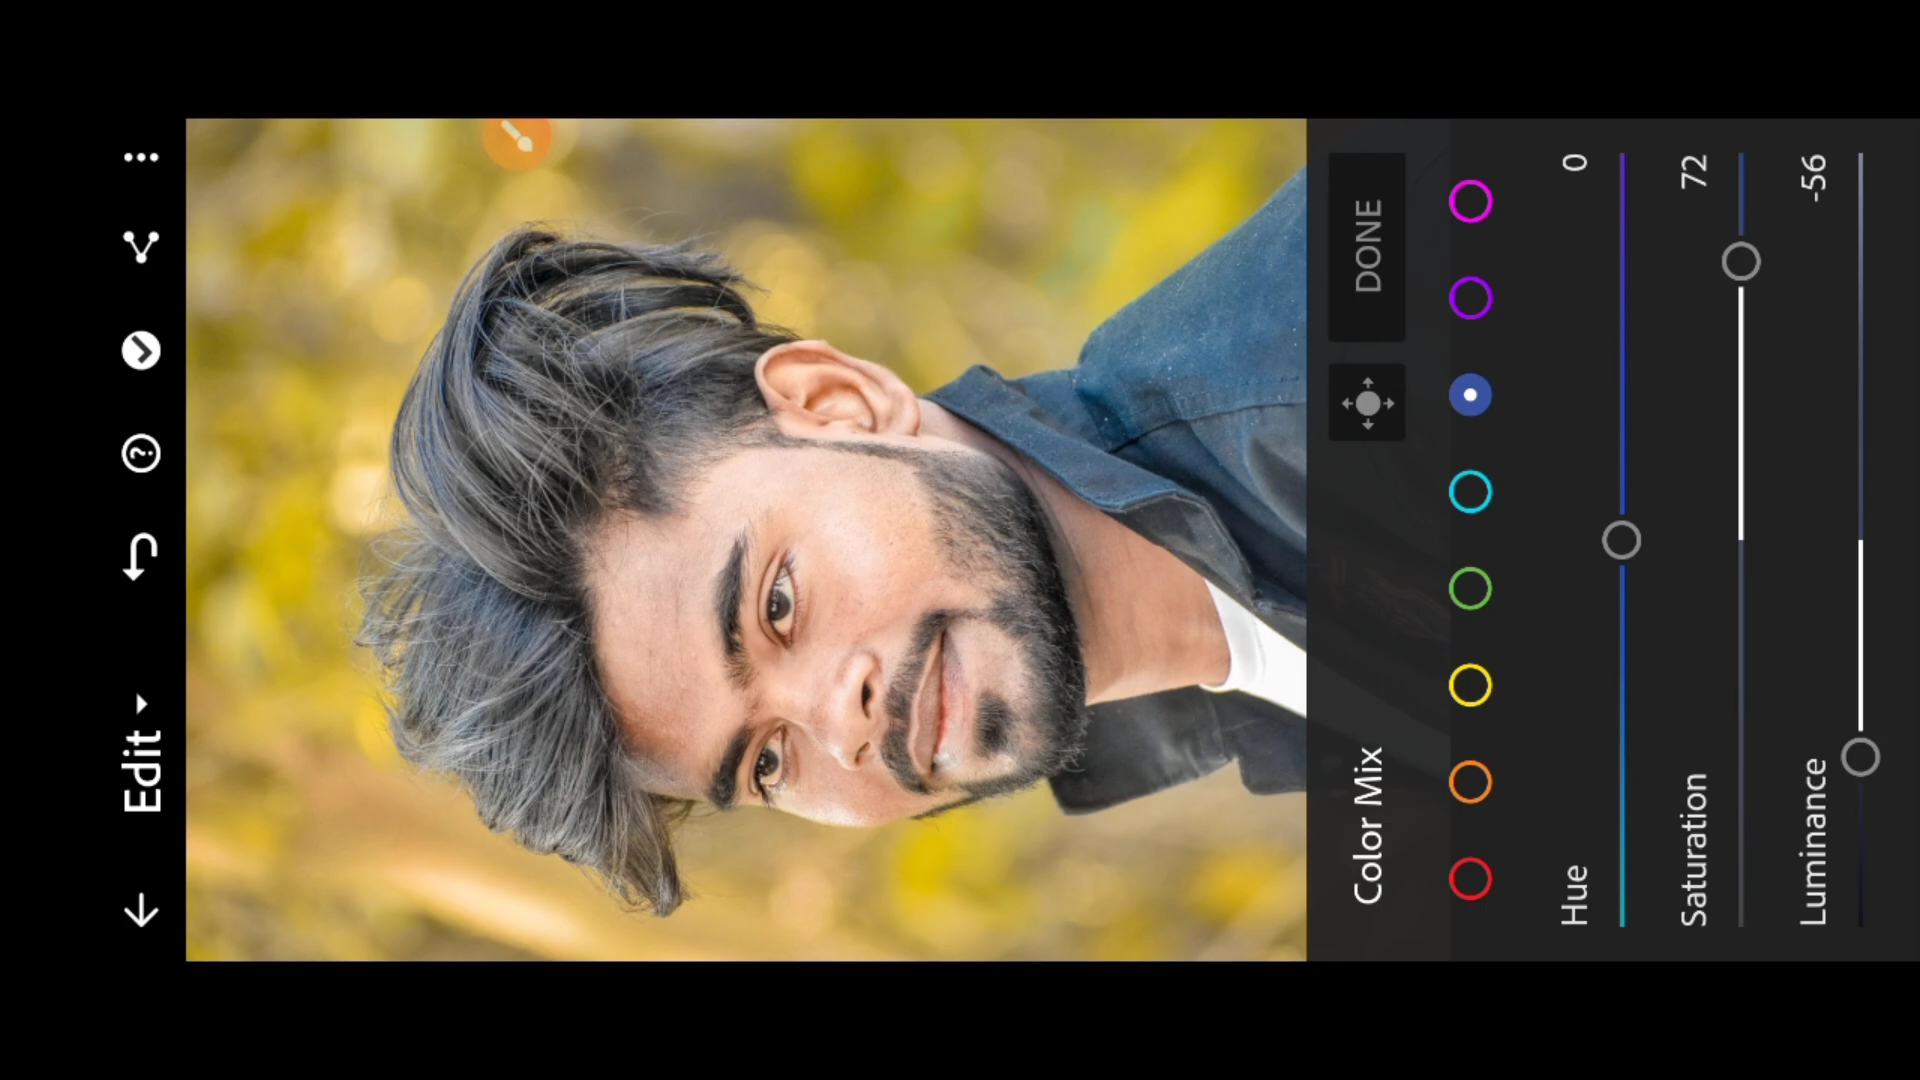 Edit
Color Mix
DONE
Hue
0
Saturation
72
Luminance
-56